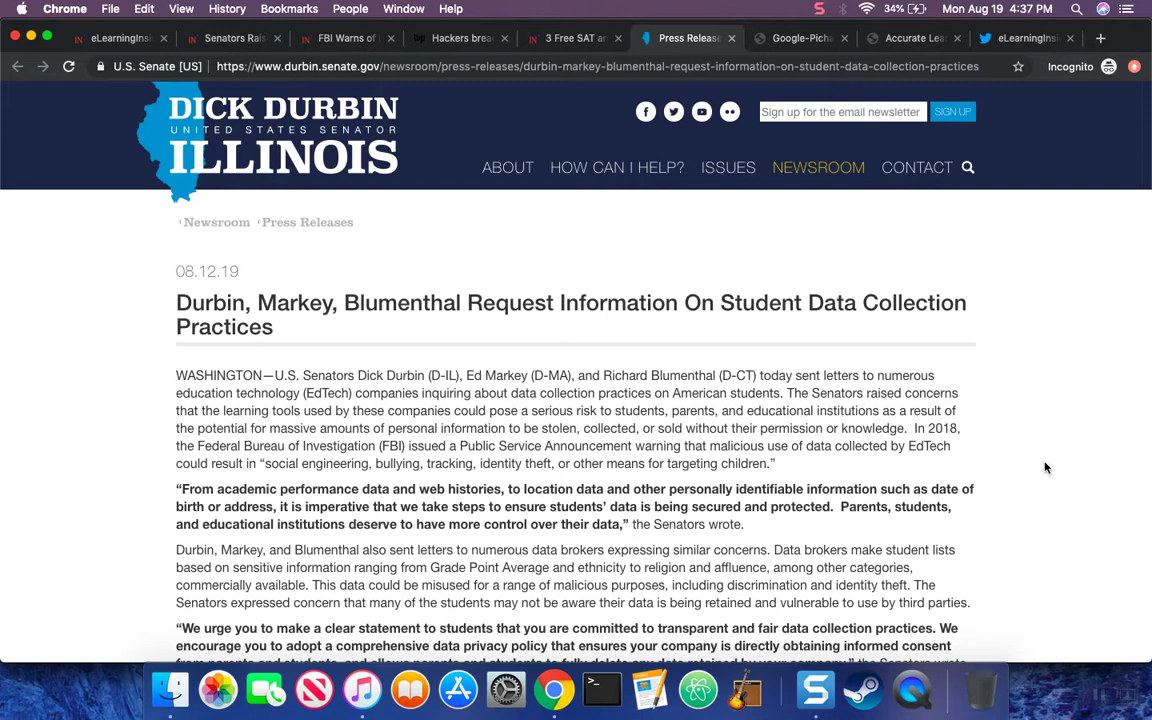 Chrome File Edit View History Bookmarks People Window Help 34% Mon Aug 19 4:37 PM
eLearningInsi Senators Rais FBI Warns of Hackers brea 3 Free SAT an Press Release Google-Picha Accurate Lea eLearningInsi
U.S. Senate [US] https://www.durbin.senate.gov/newsroom/press-releases/durbin-markey-blumenthal-request-information-on-student-data-collection-practices Incognito
DICK DURBIN
UNITED STATES SENATOR
ILLINOIS
Sign up for the email newsletter SIGN UP
ABOUT HOW CAN I HELP? ISSUES NEWSROOM CONTACT
Newsroom Press Releases
08.12.19
Durbin, Markey, Blumenthal Request Information On Student Data Collection
Practices
WASHINGTON—U.S. Senators Dick Durbin (D-IL), Ed Markey (D-MA), and Richard Blumenthal (D-CT) today sent letters to numerous
education technology (EdTech) companies inquiring about data collection practices on American students. The Senators raised concerns
that the learning tools used by these companies could pose a serious risk to students, parents, and educational institutions as a result of
the potential for massive amounts of personal information to be stolen, collected, or sold without their permission or knowledge. In 2018,
the Federal Bureau of Investigation (FBI) issued a Public Service Announcement warning that malicious use of data collected by EdTech
could result in “social engineering, bullying, tracking, identity theft, or other means for targeting children.”
“From academic performance data and web histories, to location data and other personally identifiable information such as date of
birth or address, it is imperative that we take steps to ensure students’ data is being secured and protected. Parents, students,
and educational institutions deserve to have more control over their data,” the Senators wrote.
Durbin, Markey, and Blumenthal also sent letters to numerous data brokers expressing similar concerns. Data brokers make student lists
based on sensitive information ranging from Grade Point Average and ethnicity to religion and affluence, among other categories,
commercially available. This data could be misused for a range of malicious purposes, including discrimination and identity theft. The
Senators expressed concern that many of the students may not be aware their data is being retained and vulnerable to use by third parties.
“We urge you to make a clear statement to students that you are committed to transparent and fair data collection practices. We
encourage you to adopt a comprehensive data privacy policy that ensures your company is directly obtaining informed consent